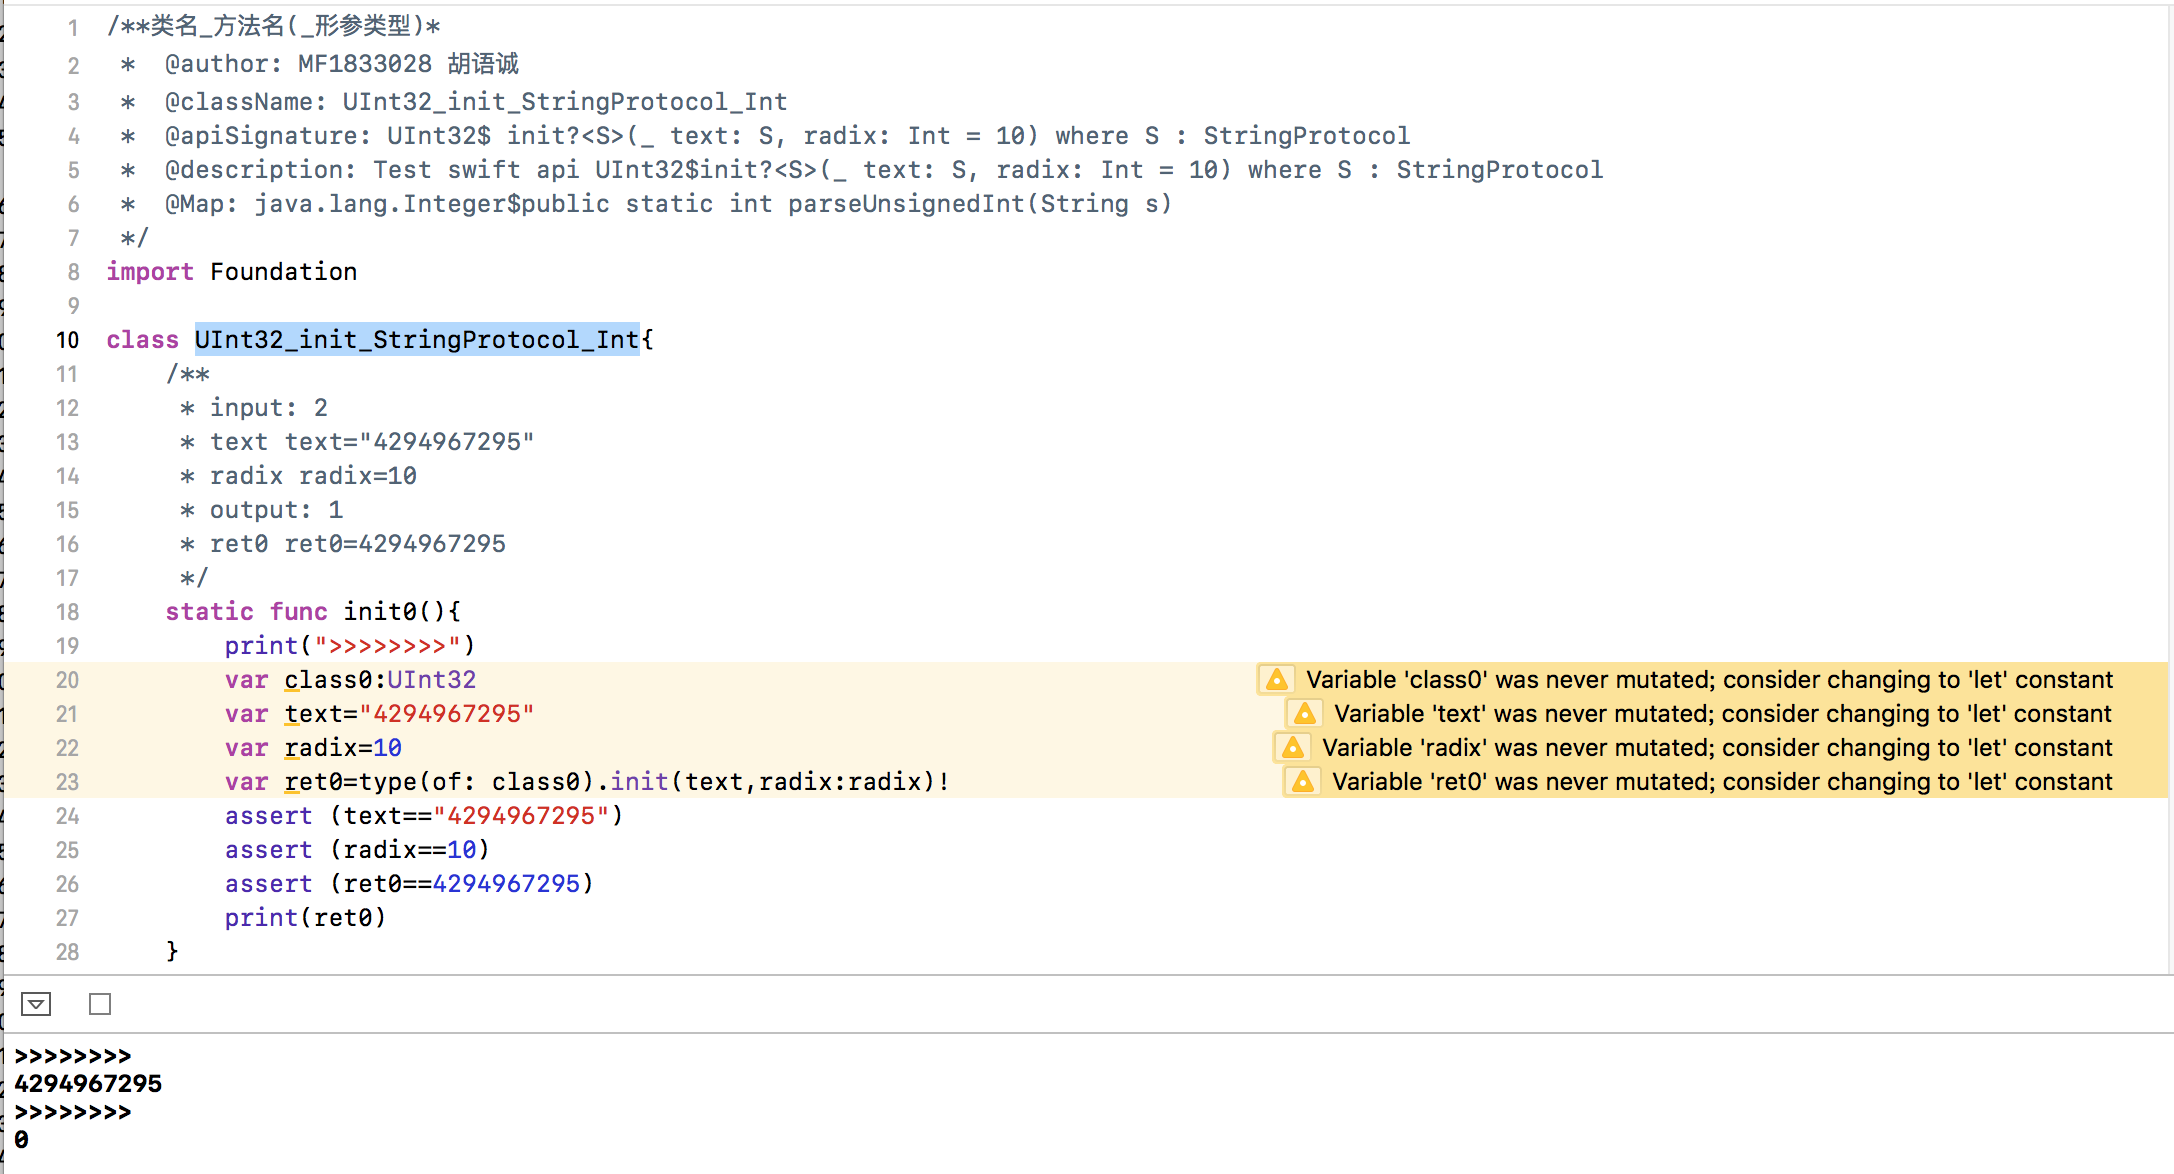 1 /**类名_方法名(_形参类型)*
2 * @author: MF1833028 胡语诚
3 * @className: UInt32_init_StringProtocol_Int
4 * @apiSignature: UInt32$ init?<S>(_ text: S, radix: Int = 10) where S : StringProtocol
5 * @description: Test swift api UInt32$init?<S>(_ text: S, radix: Int = 10) where S : StringProtocol
6 * @Map: java.lang.Integer$public static int parseUnsignedInt(String s)
7 */
8 import Foundation
9
10 class UInt32_init_StringProtocol_Int{
11 /**
12 * input: 2
13 * text text="4294967295"
14 * radix radix=10
15 * output: 1
16 * ret0 ret0=4294967295
17 */
18 static func init0(){
19 print(">>>>>>>>")
20 var class0:UInt32 Variable 'class0' was never mutated; consider changing to 'let' constant
21 var text="4294967295" Variable 'text' was never mutated; consider changing to 'let' constant
22 var radix=10 Variable 'radix' was never mutated; consider changing to 'let' constant
23 var ret0=type(of: class0).init(text,radix:radix)! Variable 'ret0' was never mutated; consider changing to 'let' constant
24 assert (text=="4294967295")
25 assert (radix==10)
26 assert (ret0==4294967295)
27 print(ret0)
28 }
>>>>>>>>
4294967295
>>>>>>>>
0